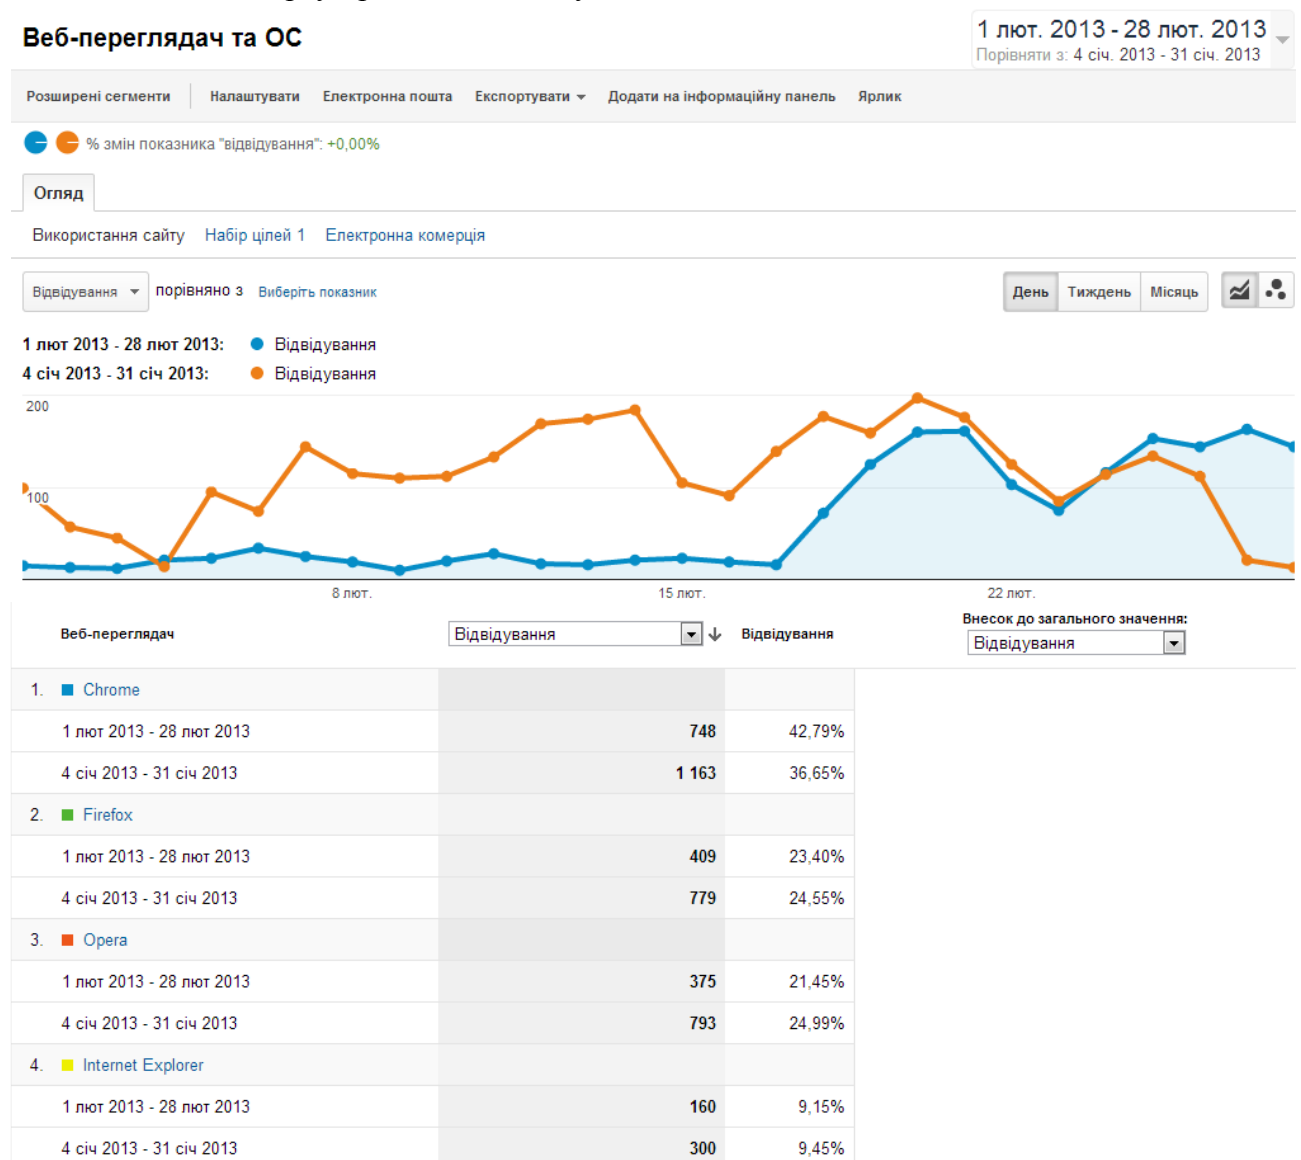 Веб-переглядач та ОС
1 лют. 2013 - 28 лют. 2013
Порівняти з: 4 січ. 2013 - 31 січ. 2013
Розширені сегменти Налаштувати Електронна пошта Експортувати Додати на інформаційну панель Ярлик
% змін показника "відвідування": +0,00%
Огляд
Використання сайту Набір цілей 1 Електронна комерція
Відвідування порівняно з Виберіть показник День Тиждень Місяць
1 лют 2013 - 28 лют 2013: Відвідування
4 січ 2013 - 31 січ 2013: Відвідування
200
100
8 лют. 15 лют. 22 лют.
Веб-переглядач Відвідування Відвідування Внесок до загального значення:
Відвідування
1. Chrome
1 лют 2013 - 28 лют 2013 748 42,79%
4 січ 2013 - 31 січ 2013 1 163 36,65%
2. Firefox
1 лют 2013 - 28 лют 2013 409 23,40%
4 січ 2013 - 31 січ 2013 779 24,55%
3. Opera
1 лют 2013 - 28 лют 2013 375 21,45%
4 січ 2013 - 31 січ 2013 793 24,99%
4. Internet Explorer
1 лют 2013 - 28 лют 2013 160 9,15%
4 січ 2013 - 31 січ 2013 300 9,45%